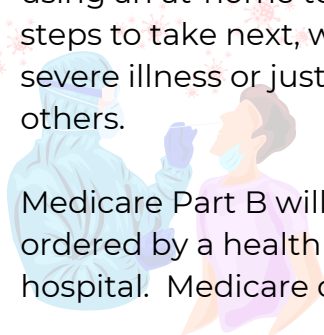 steps to take next, w
severe illness or just
others.
Medicare Part B will
ordered by a health
hospital.  Medicare c